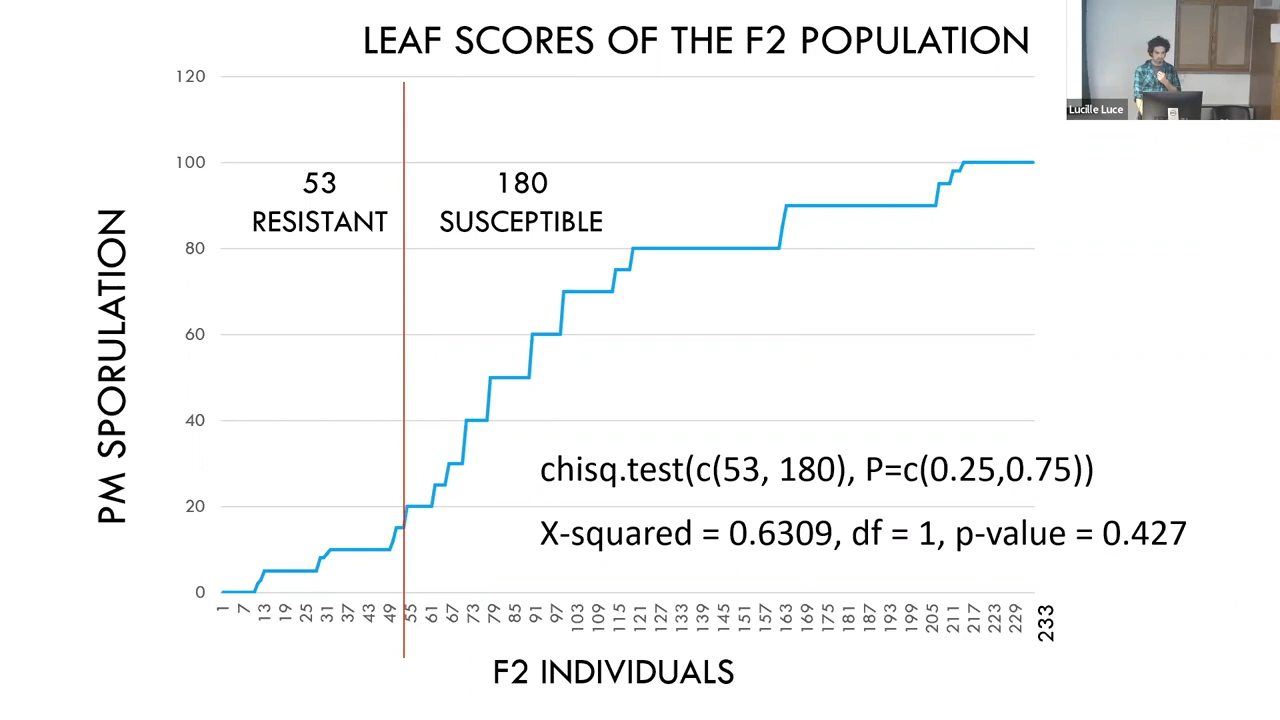 LEAF SCORES OF THE F2 POPULATION
Lucille Luce
120
100
80
60
40
20
0
53
RESISTANT
180
SUSCEPTIBLE
PM SPORULATION
chisq.test(c(53, 180), P=c(0.25,0.75))
X-squared = 0.6309, df = 1, p-value = 0.427
1 7 13 19 25 31 37 43 49 55 61 67 73 79 85 91 97 103 109 115 121 127 133 139 145 151 157 163 169 175 181 187 193 199 205 211 217 223 229 233
F2 INDIVIDUALS